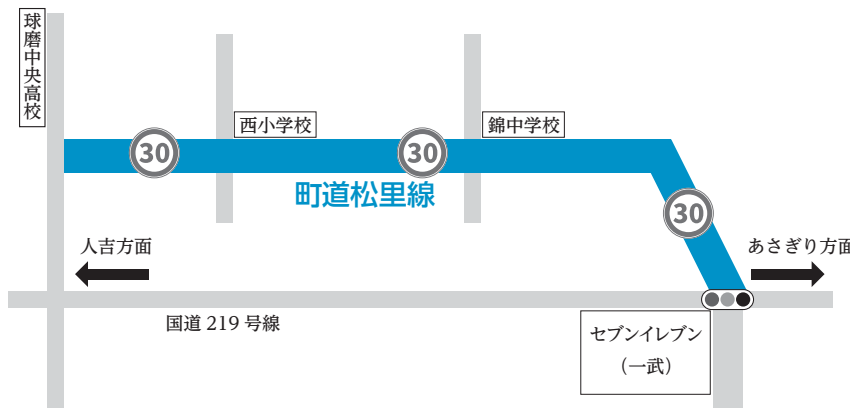 球磨中央高校
西小学校
錦中学校
30
30
町道松里線
30
人吉方面
あさぎり方面
国道 219 号線
セブンイレブン
（一武）